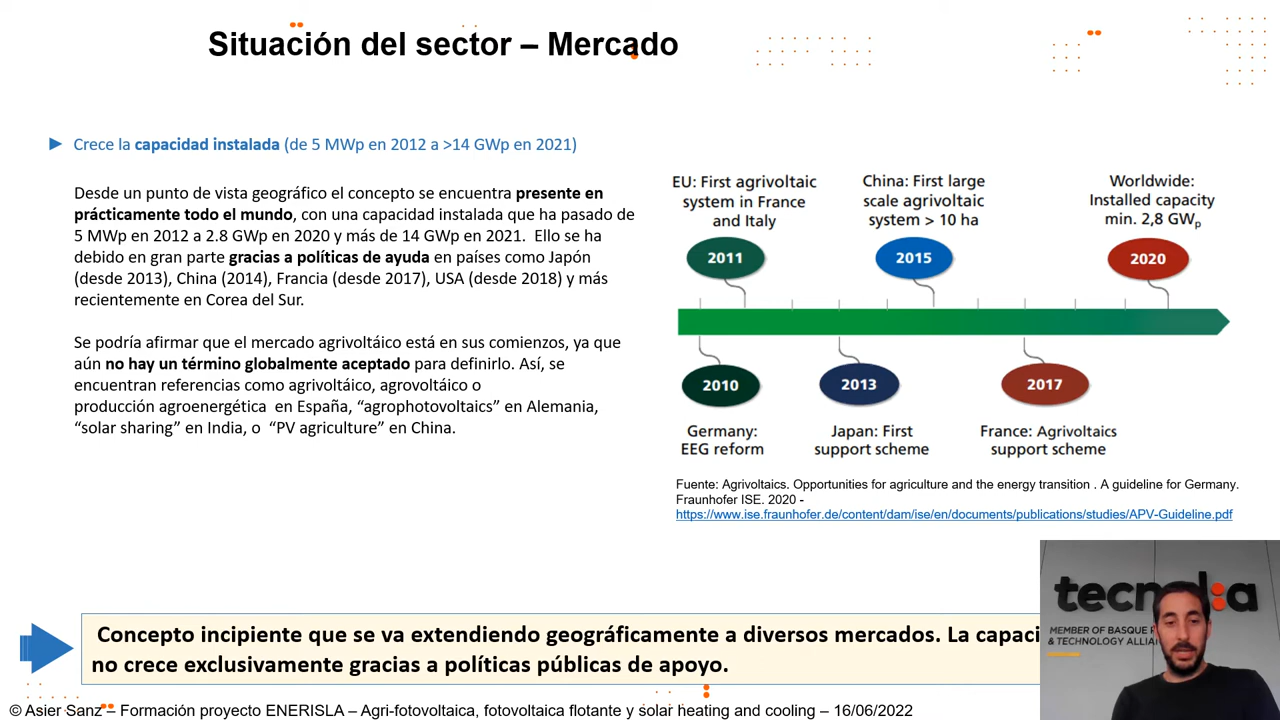 Situación del sector – Mercado
Crece la capacidad instalada (de 5 MWp en 2012 a >14 GWp en 2021)
Desde un punto de vista geográfico el concepto se encuentra presente en
prácticamente todo el mundo, con una capacidad instalada que ha pasado de
5 MWp en 2012 a 2.8 GWp en 2020 y más de 14 GWp en 2021. Ello se ha
debido en gran parte gracias a políticas de ayuda en países como Japón
(desde 2013), China (2014), Francia (desde 2017), USA (desde 2018) y más
recientemente en Corea del Sur.
Se podría afirmar que el mercado agrivoltáico está en sus comienzos, ya que
aún no hay un término globalmente aceptado para definirlo. Así, se
encuentran referencias como agrivoltáico, agrovoltáico o
producción agroenergética en España, “agrophotovoltaics” en Alemania,
“solar sharing” en India, o “PV agriculture” en China.
EU: First agrivoltaic
system in France
and Italy
China: First large
scale agrivoltaic
system > 10 ha
Worldwide:
Installed capacity
min. 2,8 GWp
2011
2015
2020
2010
2013
2017
Germany:
EEG reform
Japan: First
support scheme
France: Agrivoltaics
support scheme
Fuente: Agrivoltaics. Opportunities for agriculture and the energy transition . A guideline for Germany.
Fraunhofer ISE. 2020 -
https://www.ise.fraunhofer.de/content/dam/ise/en/documents/publications/studies/APV-Guideline.pdf
Concepto incipiente que se va extendiendo geográficamente a diversos mercados. La capaci
no crece exclusivamente gracias a políticas públicas de apoyo.
tecnalia
MEMBER OF BASQUE
& TECHNOLOGY ALLIA
© Asier Sanz – Formación proyecto ENERISLA – Agri-fotovoltaica, fotovoltaica flotante y solar heating and cooling – 16/06/2022